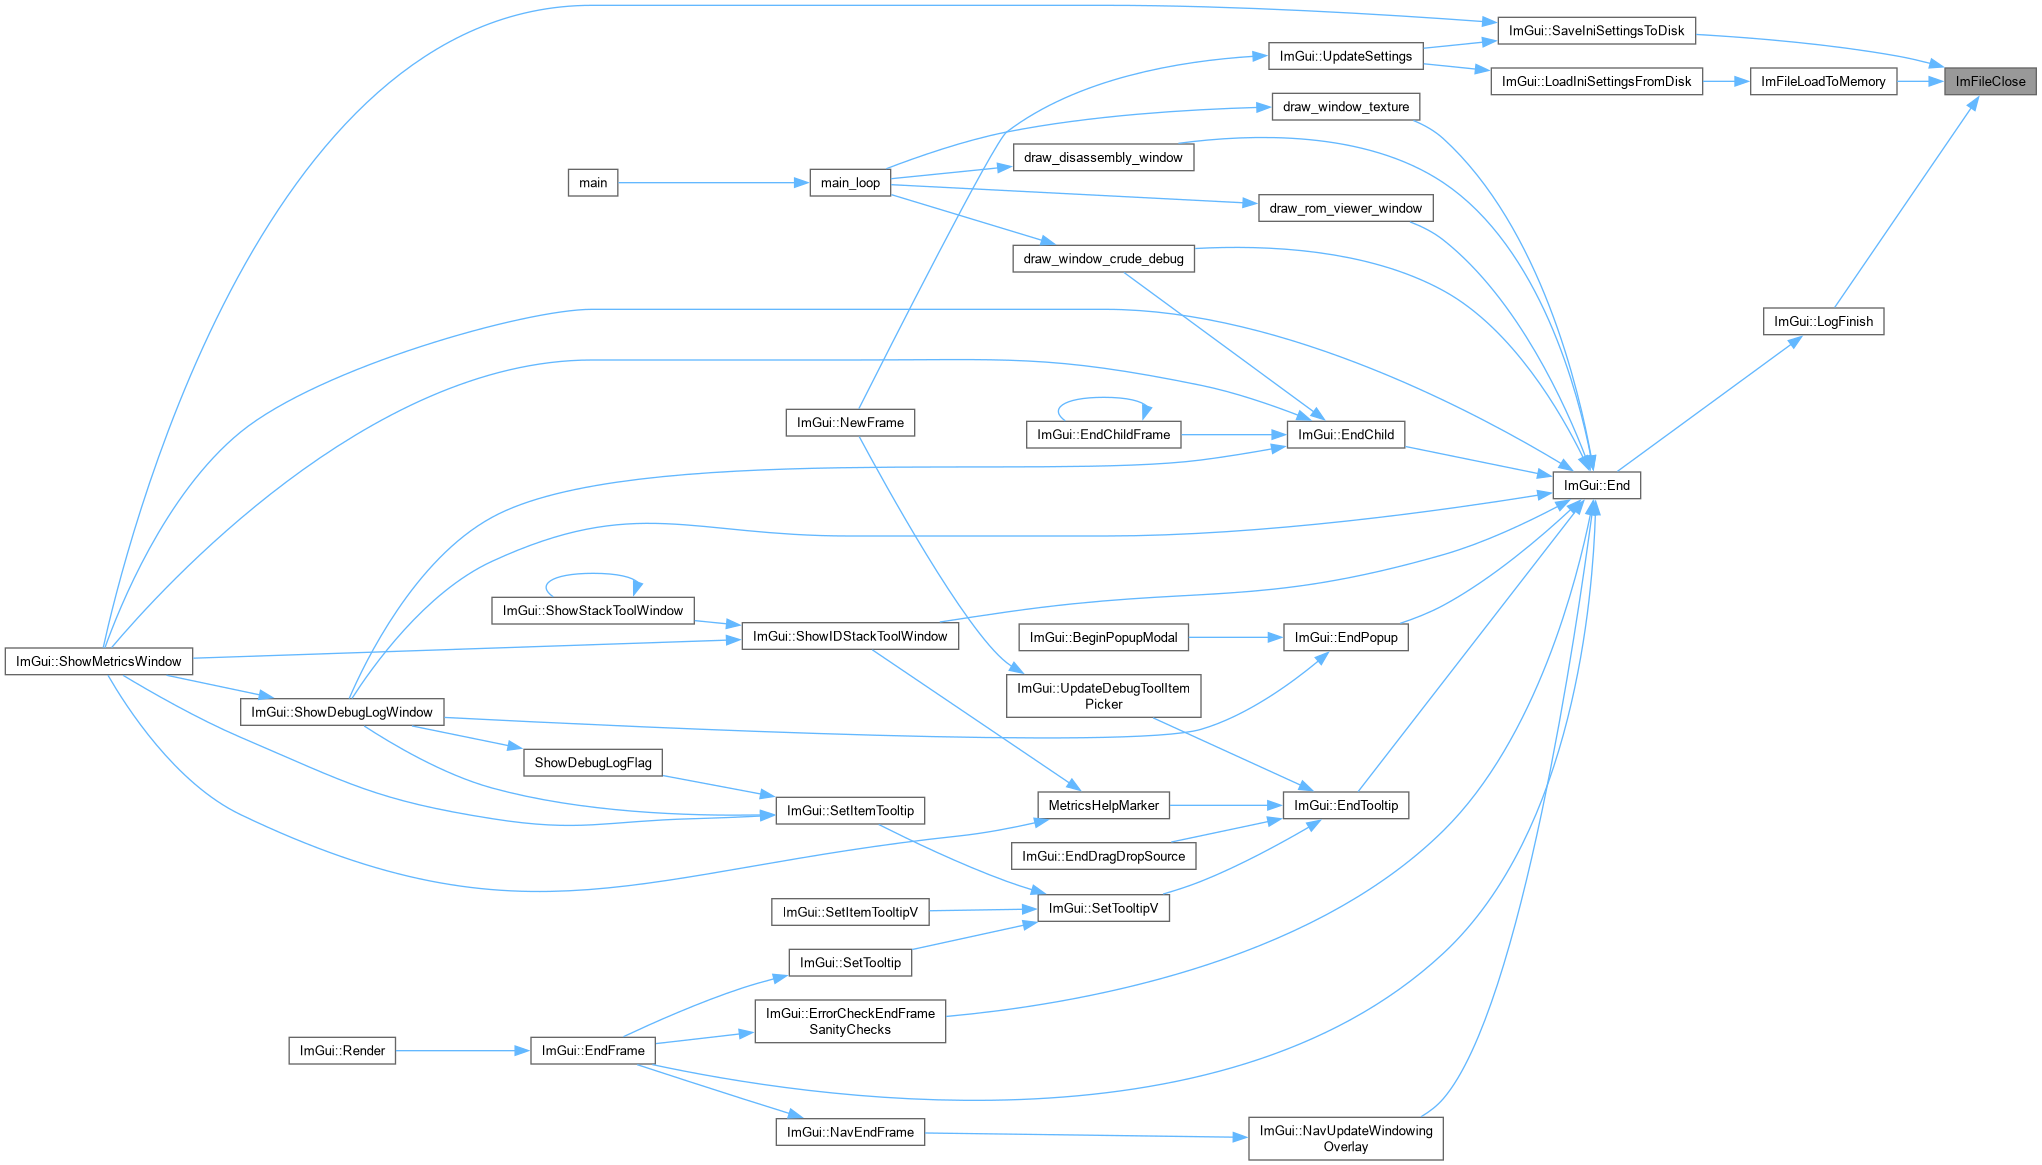 ImGui::SaveIniSettingsToDisk
ImGui::UpdateSettings
ImGui::LoadIniSettingsFromDisk
ImFileLoadToMemory
ImFileClose
draw_window_texture
draw_disassembly_window
main
main_loop
draw_rom_viewer_window
draw_window_crude_debug
ImGui::LogFinish
ImGui::NewFrame
ImGui::EndChildFrame
ImGui::EndChild
ImGui::End
ImGui::ShowStackToolWindow
ImGui::ShowIDStackToolWindow
ImGui::BeginPopupModal
ImGui::EndPopup
ImGui::ShowMetricsWindow
ImGui::UpdateDebugToolItem
Picker
ImGui::ShowDebugLogWindow
ShowDebugLogFlag
ImGui::SetItemTooltip
MetricsHelpMarker
ImGui::EndTooltip
ImGui::EndDragDropSource
ImGui::SetItemTooltipV
ImGui::SetTooltipV
ImGui::SetTooltip
ImGui::ErrorCheckEndFrame
SanityChecks
ImGui::Render
ImGui::EndFrame
ImGui::NavEndFrame
ImGui::NavUpdateWindowing
Overlay